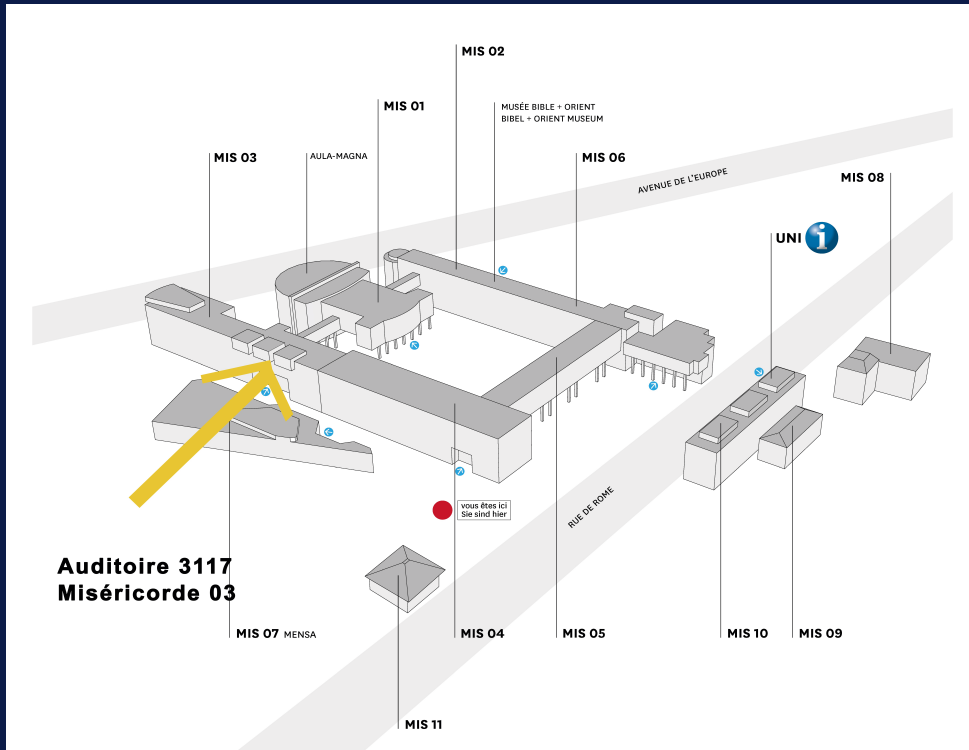 MIS 02
MIS 01
MUSÉE BIBLE + ORIENT
BIBEL + ORIENT MUSEUM
MIS 03
AULA-MAGNA
MIS 06
AVENUE DE L'EUROPE
MIS 08
UNI i
vous êtes ici
Sie sind hier
RUE DE ROME
Auditoire 3117
Miséricorde 03
MIS 07 MENSA
MIS 04
MIS 05
MIS 10
MIS 09
MIS 11